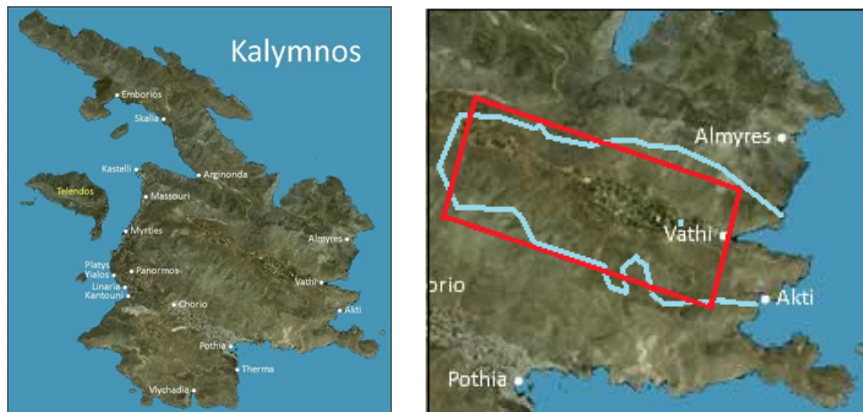 Kalymnos
Emborios
Skalia
Kastelli
Arginonda
Telendos
Massouri
Myrties
Almyres
Platys
Yialos
Panormos
Linaria
Kantouni
Vathi
Chorio
Akti
Pothia
Therma
Vlychadia
Almyres
Vathi
orio
Akti
Pothia